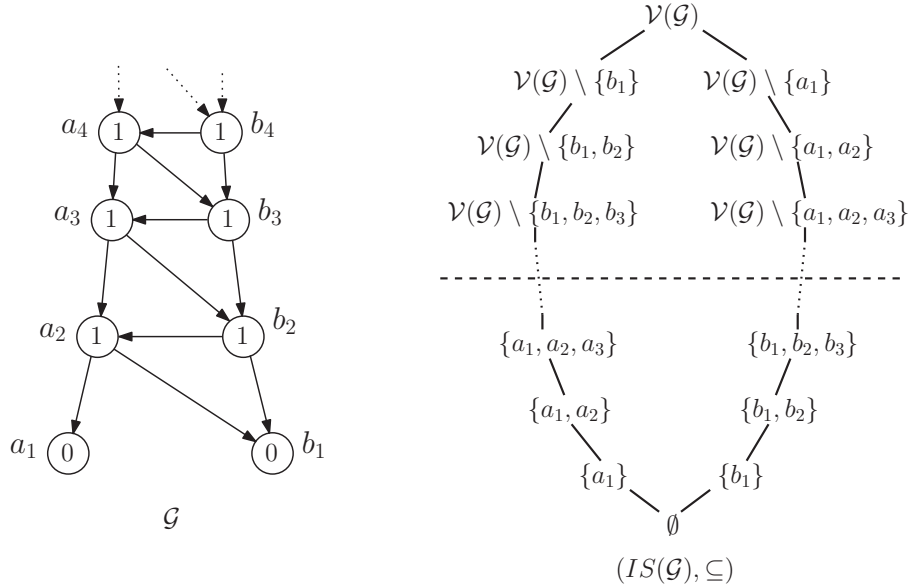 a₄ 1 1 b₄
a₃ 1 1 b₃
a₂ 1 1 b₂
a₁ 0 0 b₁
𝒢
𝒱(𝒢)
𝒱(𝒢) \ {b₁} 𝒱(𝒢) \ {a₁}
𝒱(𝒢) \ {b₁, b₂} 𝒱(𝒢) \ {a₁, a₂}
𝒱(𝒢) \ {b₁, b₂, b₃} 𝒱(𝒢) \ {a₁, a₂, a₃}
{a₁, a₂, a₃} {b₁, b₂, b₃}
{a₁, a₂} {b₁, b₂}
{a₁} {b₁}
∅
(IS(𝒢), ⊆)